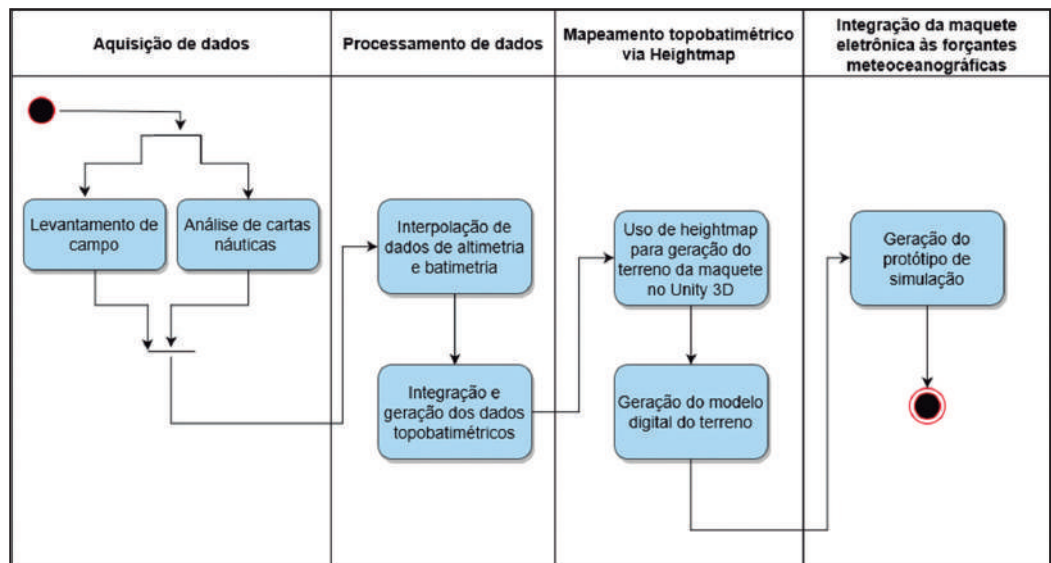 Aquisição de dados
Processamento de dados
Mapeamento topobatimétrico
via Heightmap
Integração da maquete
eletrônica às forçantes
meteoceanográficas
Levantamento de
campo
Análise de cartas
náuticas
Interpolação de
dados de altimetria
e batimetria
Integração e
geração dos dados
topobatimétricos
Uso de heightmap
para geração do
terreno da maquete
no Unity 3D
Geração do modelo
digital do terreno
Geração do
protótipo de
simulação